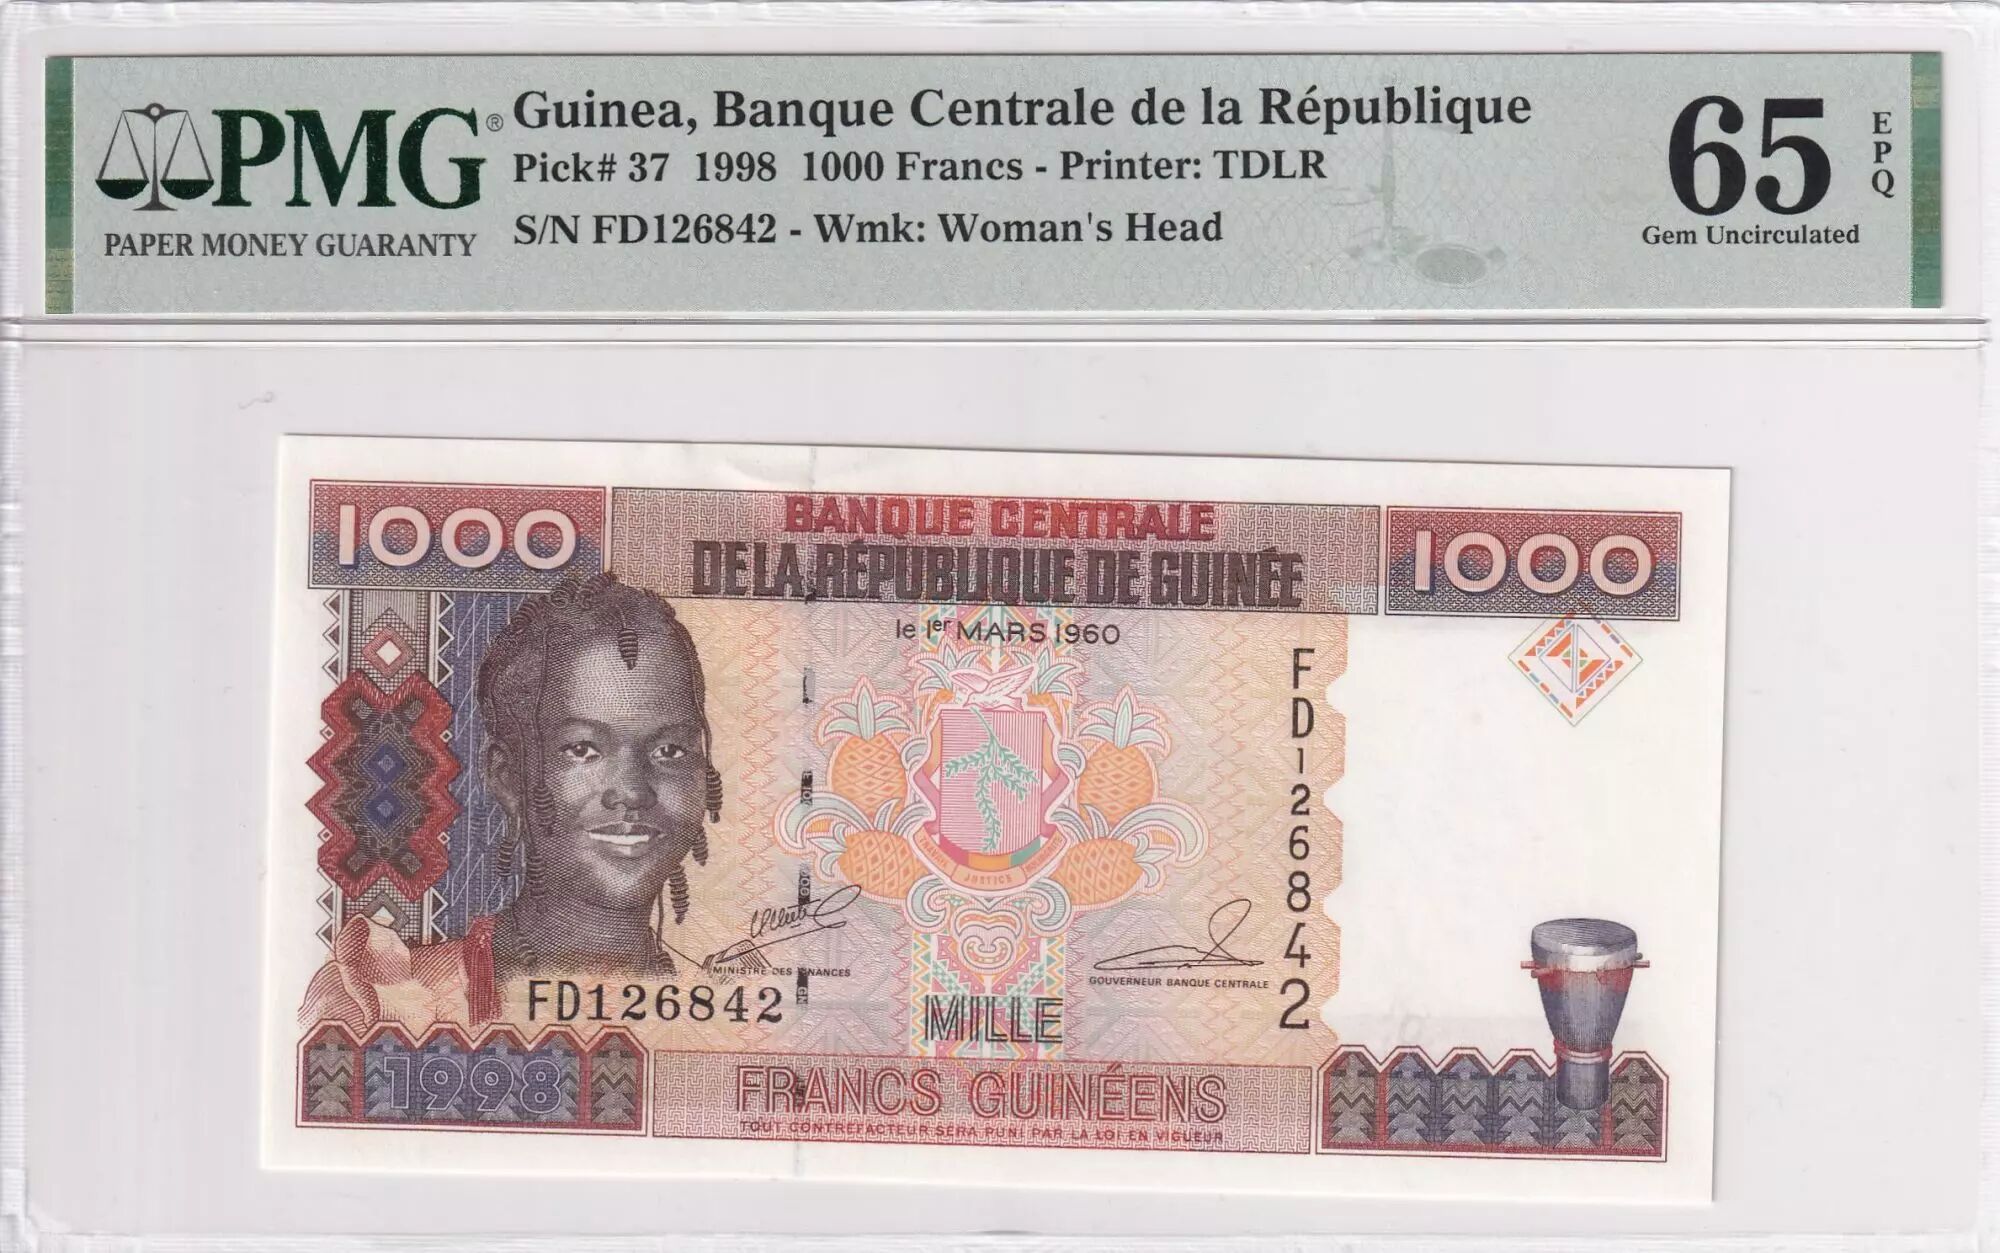 PMG®
PAPER MONEY GUARANTY
Guinea, Banque Centrale de la République
Pick# 37 1998 1000 Francs - Printer: TDLR
S/N FD126842 - Wmk: Woman's Head
65
EPQ
Gem Uncirculated
1000
BANQUE CENTRALE
DE LA RÉPUBLIQUE DE GUINÉE
1000
le 1er MARS 1960
FD126842
JUSTICE
MINISTRE DES FINANCES
GOUVERNEUR BANQUE CENTRALE
FD126842
MILLE
1998
FRANCS GUINÉENS
TOUT CONTREFACTEUR SERA PUNI PAR LA LOI EN VIGUEUR